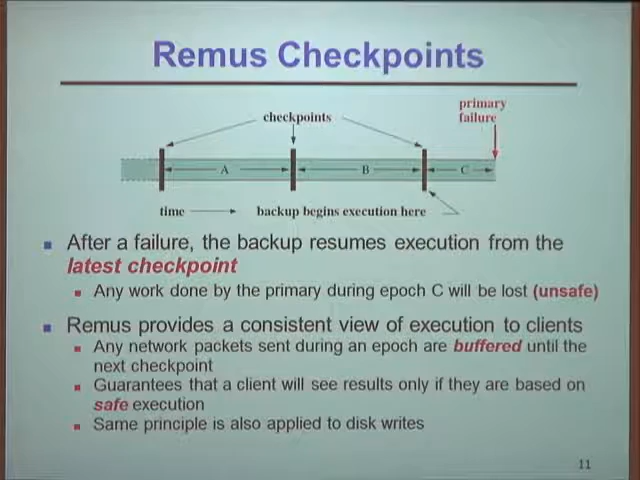 Remus Checkpoints
primary
failure
checkpoints
A
B
C
time
backup begins execution here
After a failure, the backup resumes execution from the
latest checkpoint
Any work done by the primary during epoch C will be lost (unsafe)
Remus provides a consistent view of execution to clients
Any network packets sent during an epoch are buffered until the
next checkpoint
Guarantees that a client will see results only if they are based on
safe execution
Same principle is also applied to disk writes
11